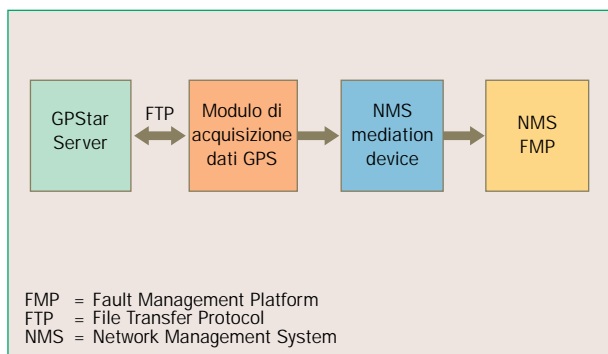 GPStar
Server
FTP
Modulo di
acquisizione
dati GPS
NMS
mediation
device
NMS
FMP
FMP = Fault Management Platform
FTP = File Transfer Protocol
NMS = Network Management System